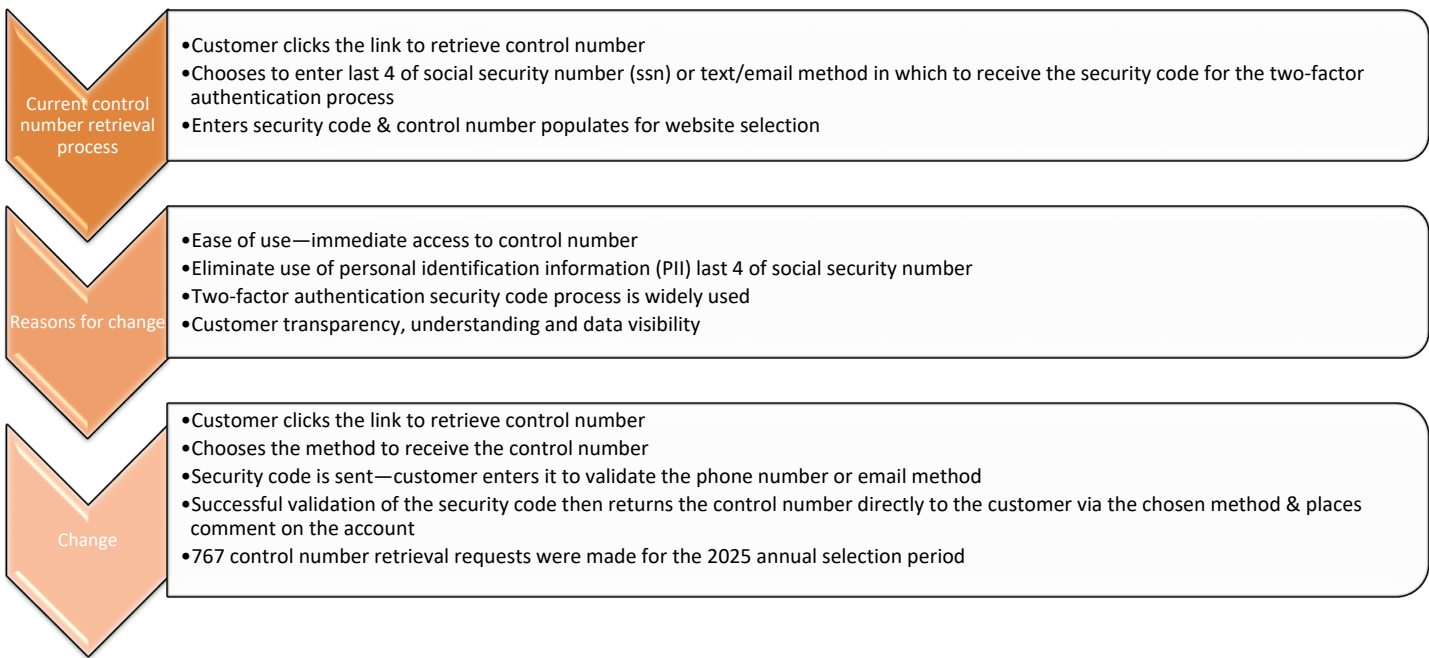 Current control
number retrieval
process
•Customer clicks the link to retrieve control number
•Chooses to enter last 4 of social security number (ssn) or text/email method in which to receive the security code for the two-factor
authentication process
•Enters security code & control number populates for website selection
Reasons for change
•Ease of use—immediate access to control number
•Eliminate use of personal identification information (PII) last 4 of social security number
•Two-factor authentication security code process is widely used
•Customer transparency, understanding and data visibility
Change
•Customer clicks the link to retrieve control number
•Chooses the method to receive the control number
•Security code is sent—customer enters it to validate the phone number or email method
•Successful validation of the security code then returns the control number directly to the customer via the chosen method & places
comment on the account
•767 control number retrieval requests were made for the 2025 annual selection period